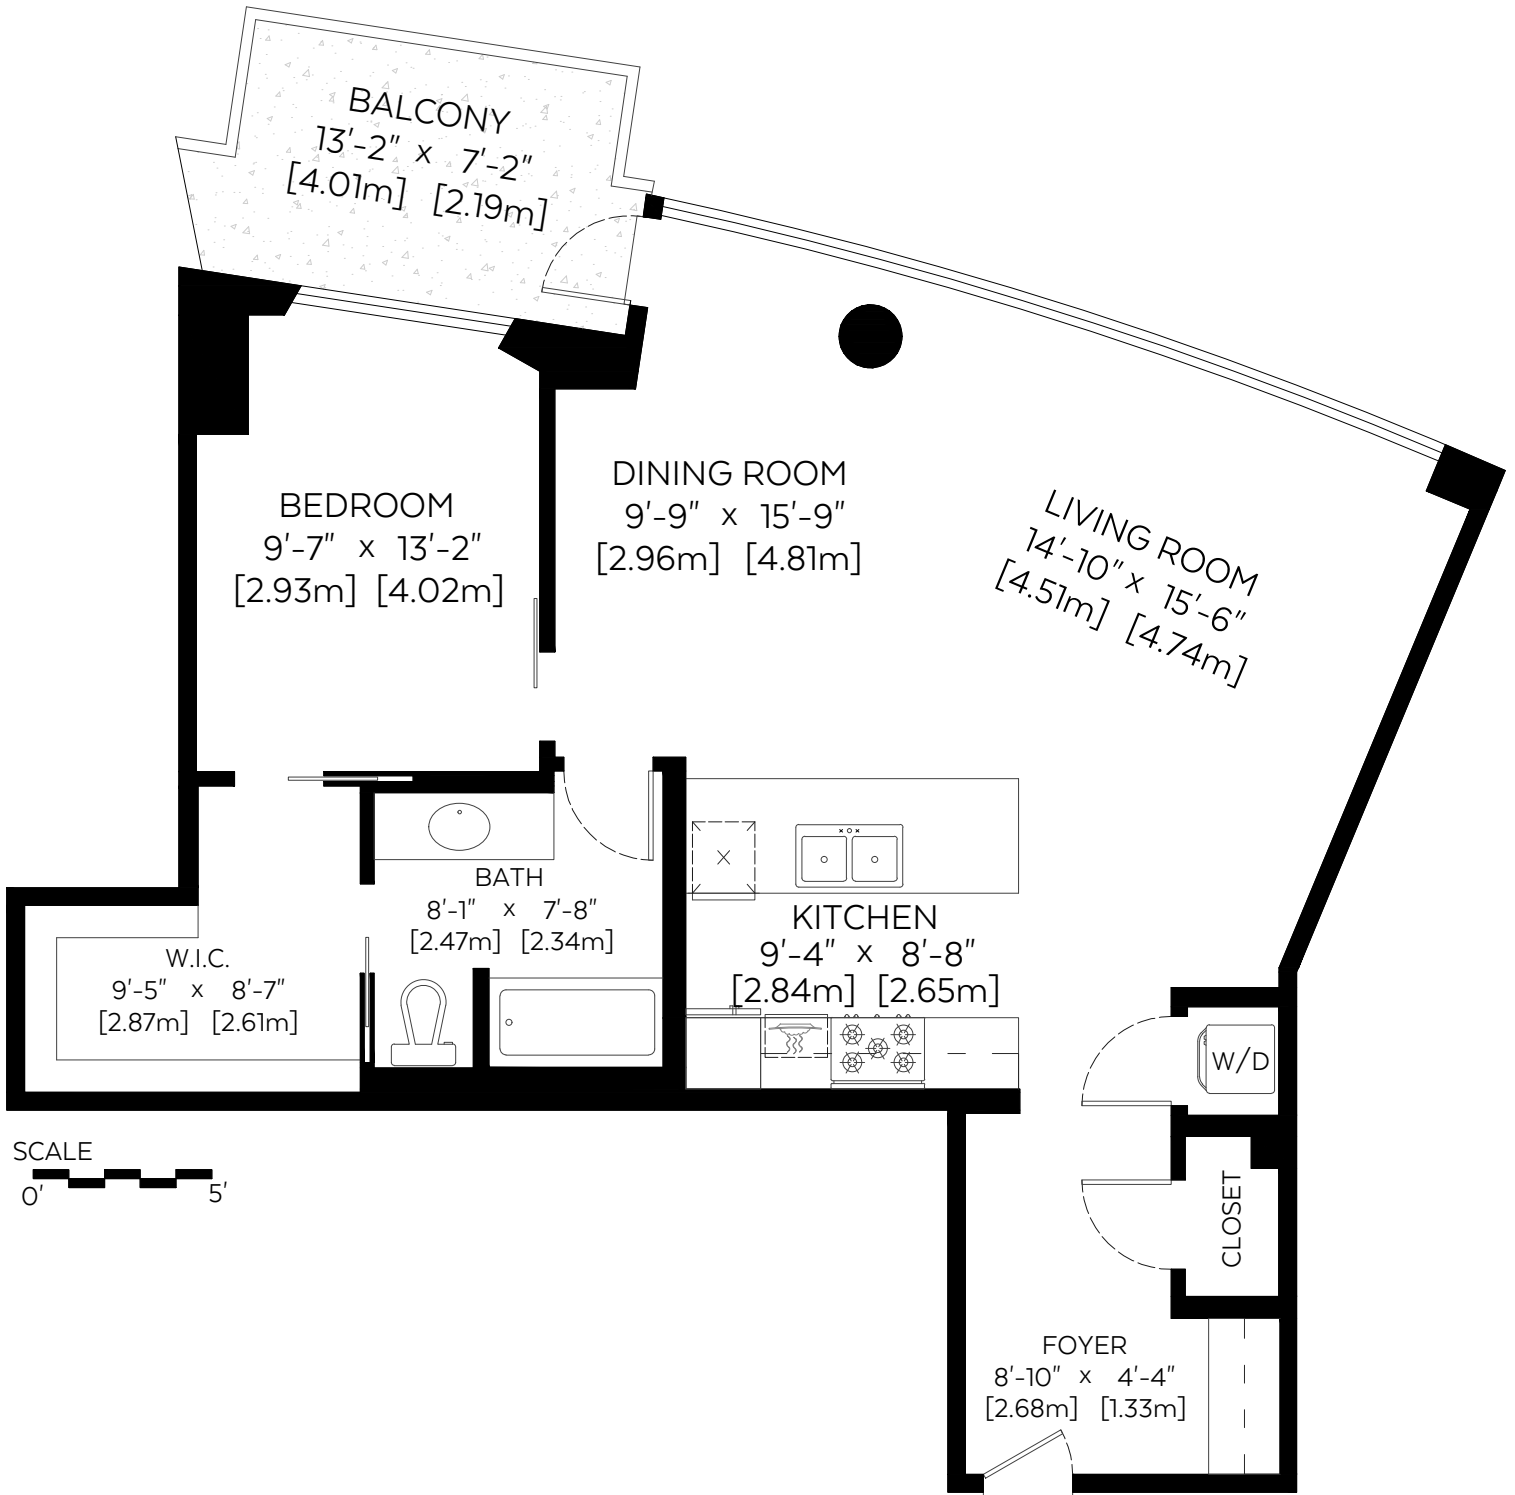 BALCONY
13'-2" x 7'-2"
[4.01m] [2.19m]
DINING ROOM
9'-9" x 15'-9"
[2.96m] [4.81m]
LIVING ROOM
14'-10" x 15'-6"
[4.51m] [4.74m]
BEDROOM
9'-7" x 13'-2"
[2.93m] [4.02m]
BATH
8'-1" x 7'-8"
[2.47m] [2.34m]
KITCHEN
9'-4" x 8'-8"
[2.84m] [2.65m]
W.I.C.
9'-5" x 8'-7"
[2.87m] [2.61m]
W/D
SCALE
0' 5'
CLOSET
FOYER
8'-10" x 4'-4"
[2.68m] [1.33m]